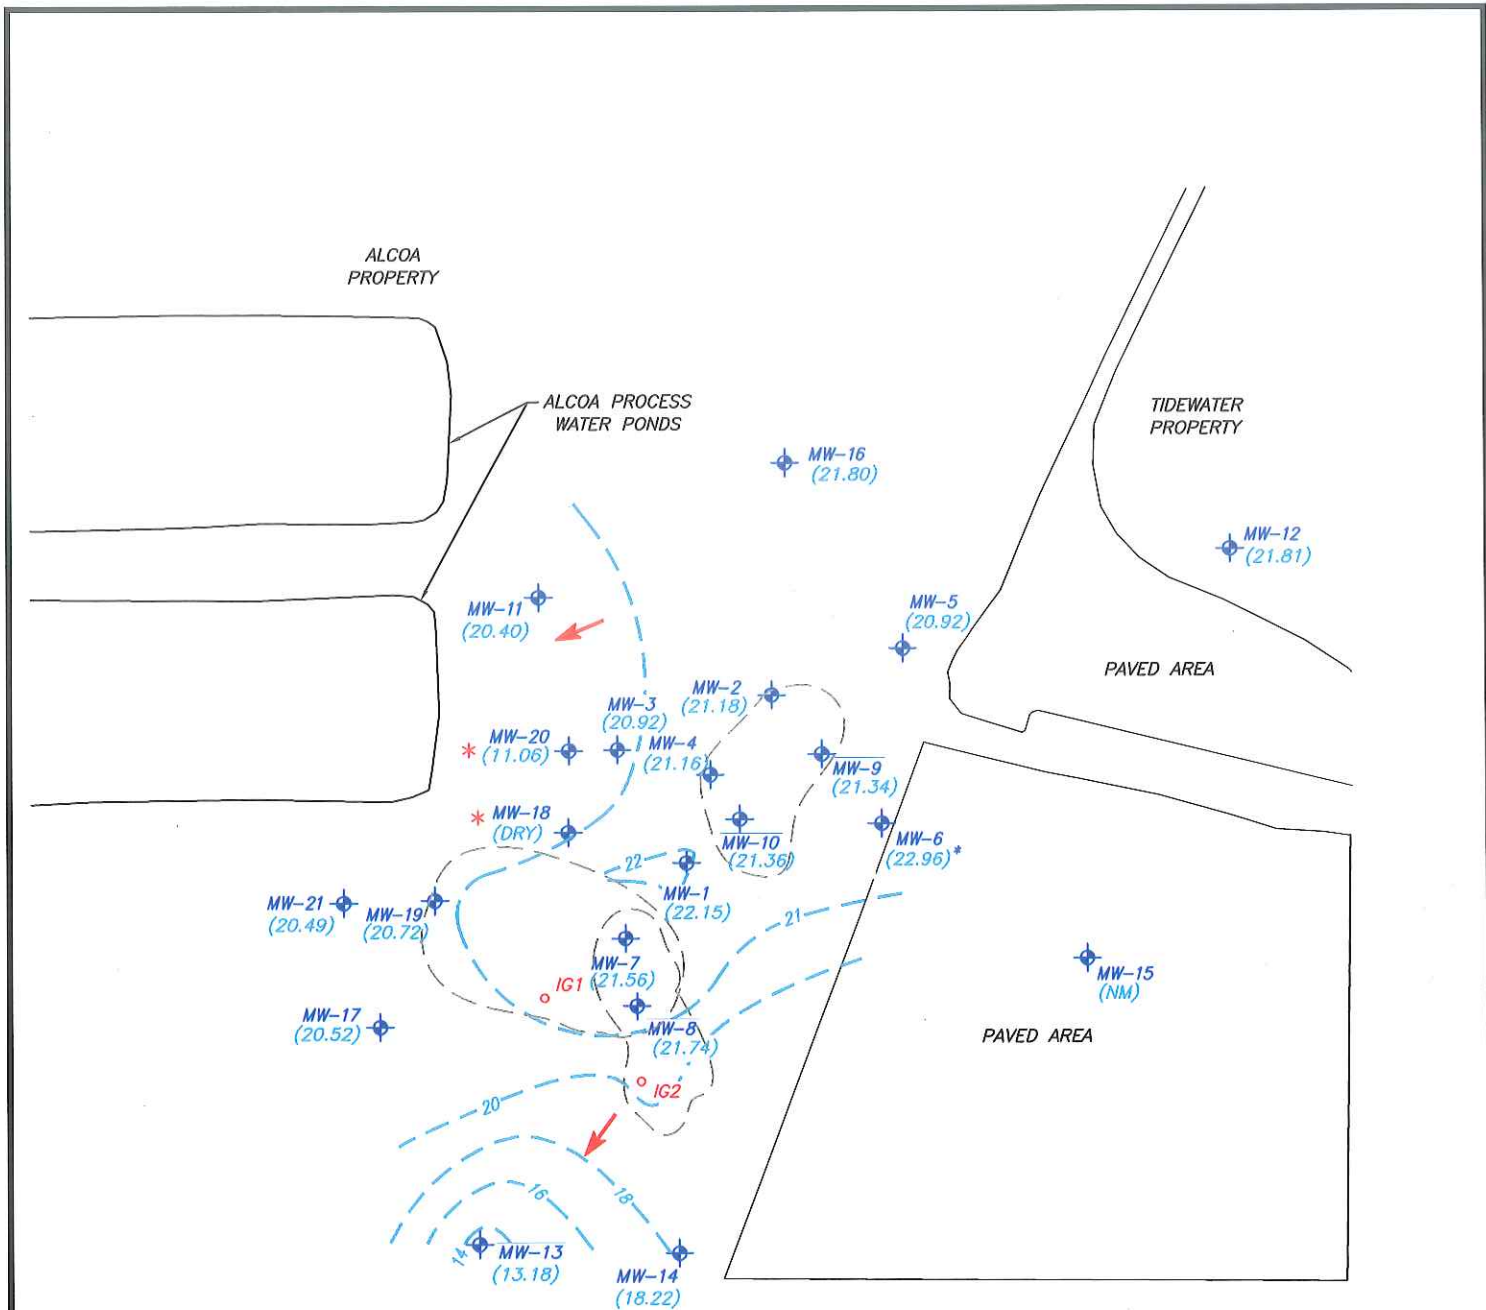 ALCOA
PROPERTY
ALCOA PROCESS
WATER PONDS
TIDEWATER
PROPERTY
MW-16
(21.80)
MW-12
(21.81)
MW-11
(20.40)
MW-5
(20.92)
PAVED AREA
MW-2
(21.18)
MW-3
(20.92)
* MW-20
(11.06)
MW-4
(21.16)
MW-9
(21.34)
* MW-18
(DRY)
MW-10
(21.36)
MW-6
(22.96)*
22
MW-1
(22.15)
21
MW-21
(20.49)
MW-19
(20.72)
MW-7
(21.56)
IG1
MW-15
(NM)
MW-17
(20.52)
MW-8
(21.74)
PAVED AREA
IG2
20
16
18
14
MW-13
(13.18)
MW-14
(18.22)